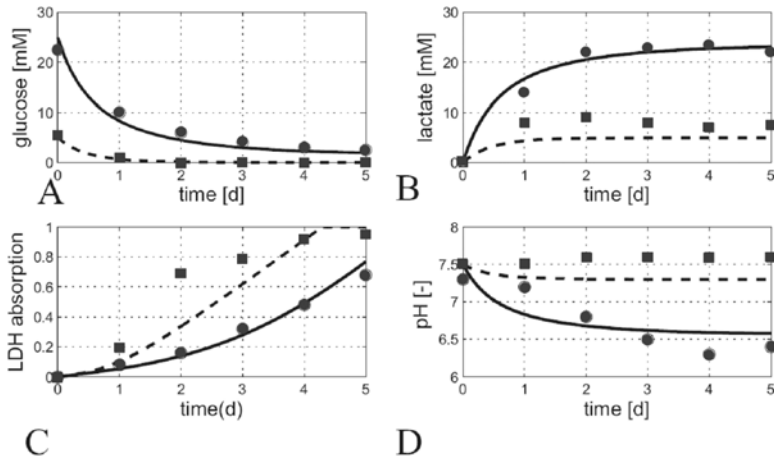 30
20
10
0
glucose [mM]
0 1 2 3 4 5
time [d]
A
30
20
10
0
lactate [mM]
0 1 2 3 4 5
time [d]
B
1
0.8
0.6
0.4
0.2
0
LDH absorption
0 1 2 3 4 5
time(d)
C
8
7.5
7
6.5
6
pH [-]
0 1 2 3 4 5
time [d]
D